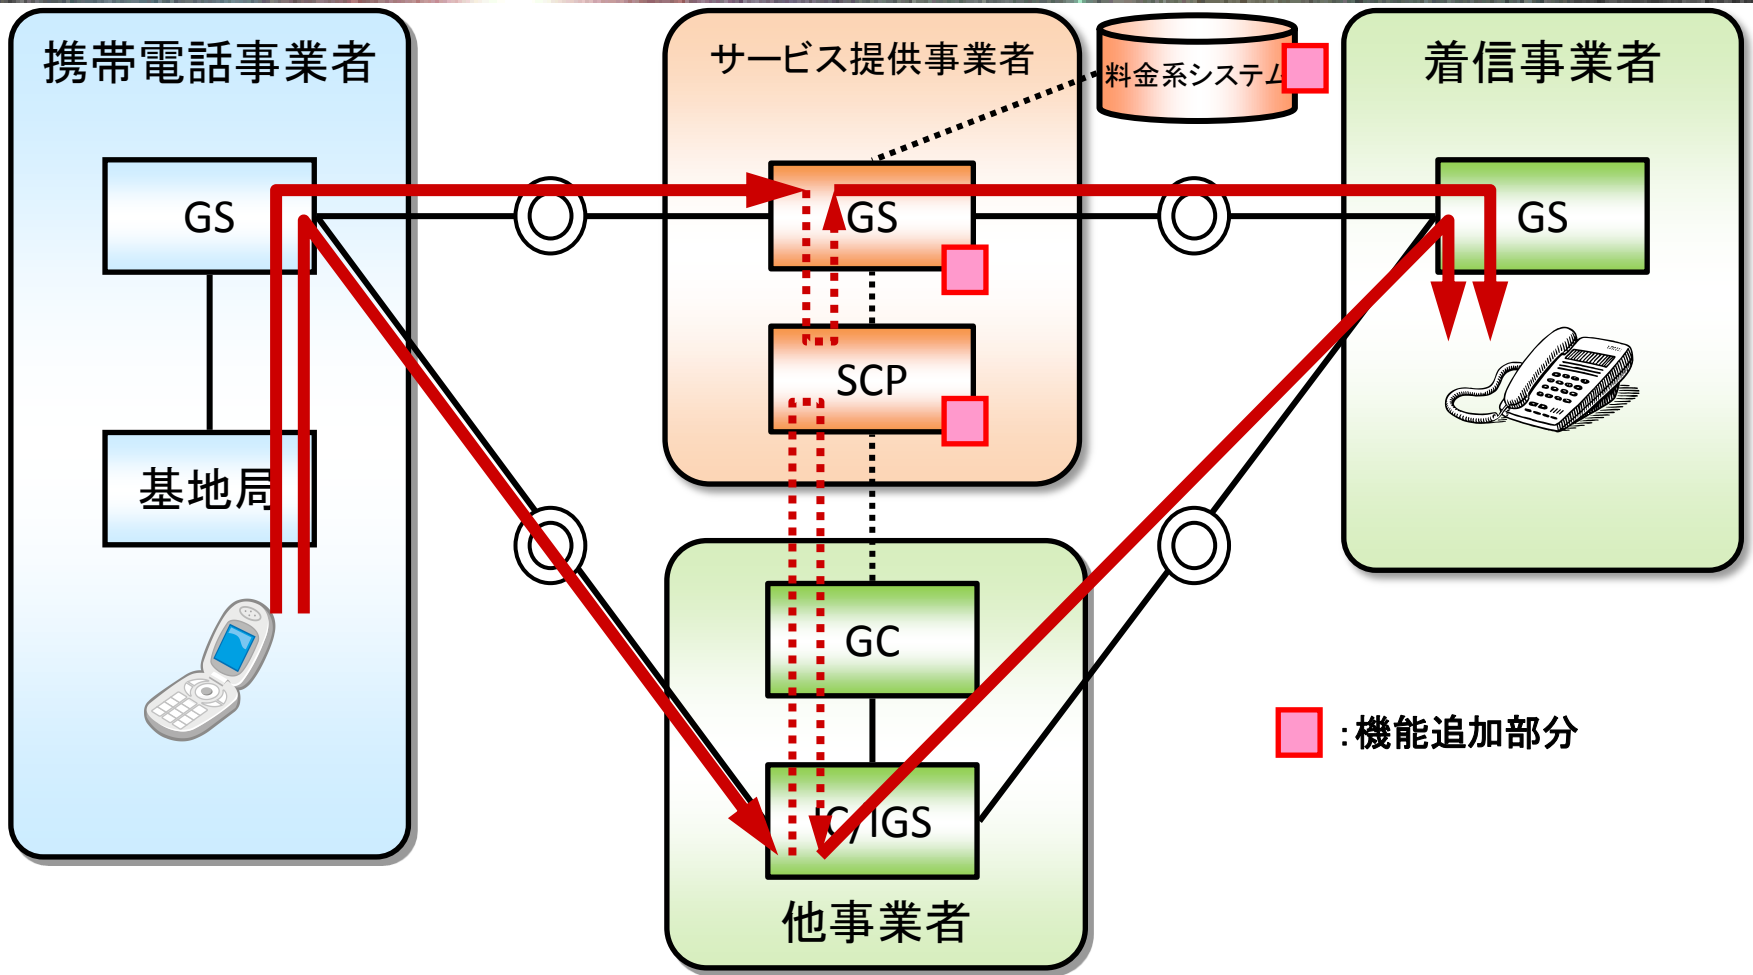 携帯電話事業者
サービス提供事業者
料金系システム
着信事業者
GS
GS
GS
SCP
基地局
GC
:機能追加部分
IC/IGS
他事業者